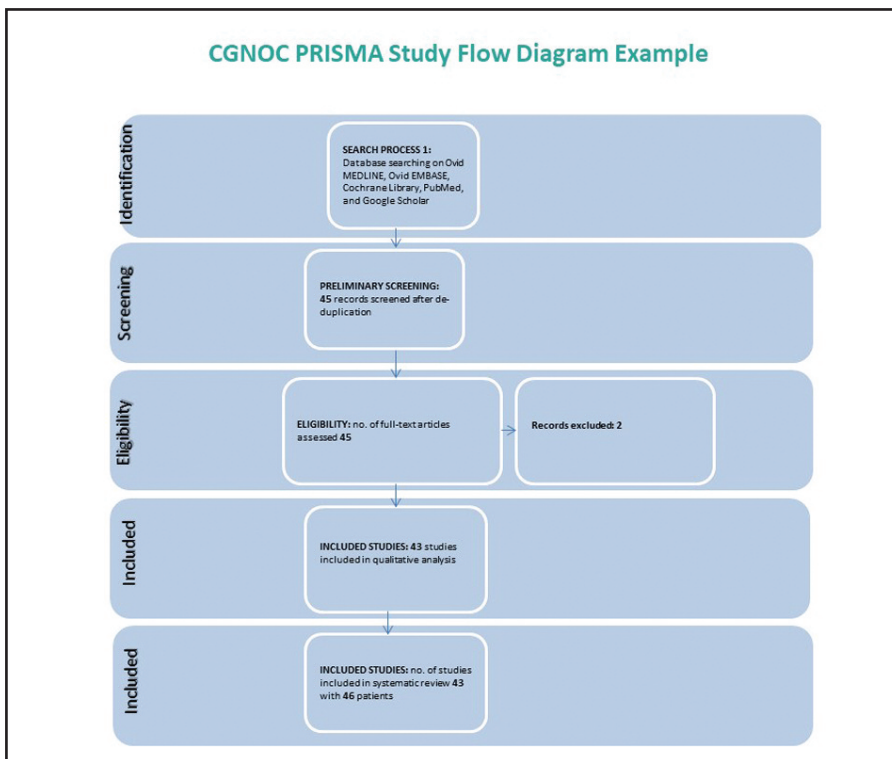 CGNOC PRISMA Study Flow Diagram Example
Identification
SEARCH PROCESS 1:
Database searching on Ovid
MEDLINE, Ovid EMBASE,
Cochrane Library, PubMed,
and Google Scholar
Screening
PRELIMINARY SCREENING:
45 records screened after de-
duplication
Eligibility
ELIGIBILITY: no. of full-text articles
assessed 45
Records excluded: 2
Included
INCLUDED STUDIES: 43 studies
included in qualitative analysis
Included
INCLUDED STUDIES: no. of studies
included in systematic review 43
with 46 patients